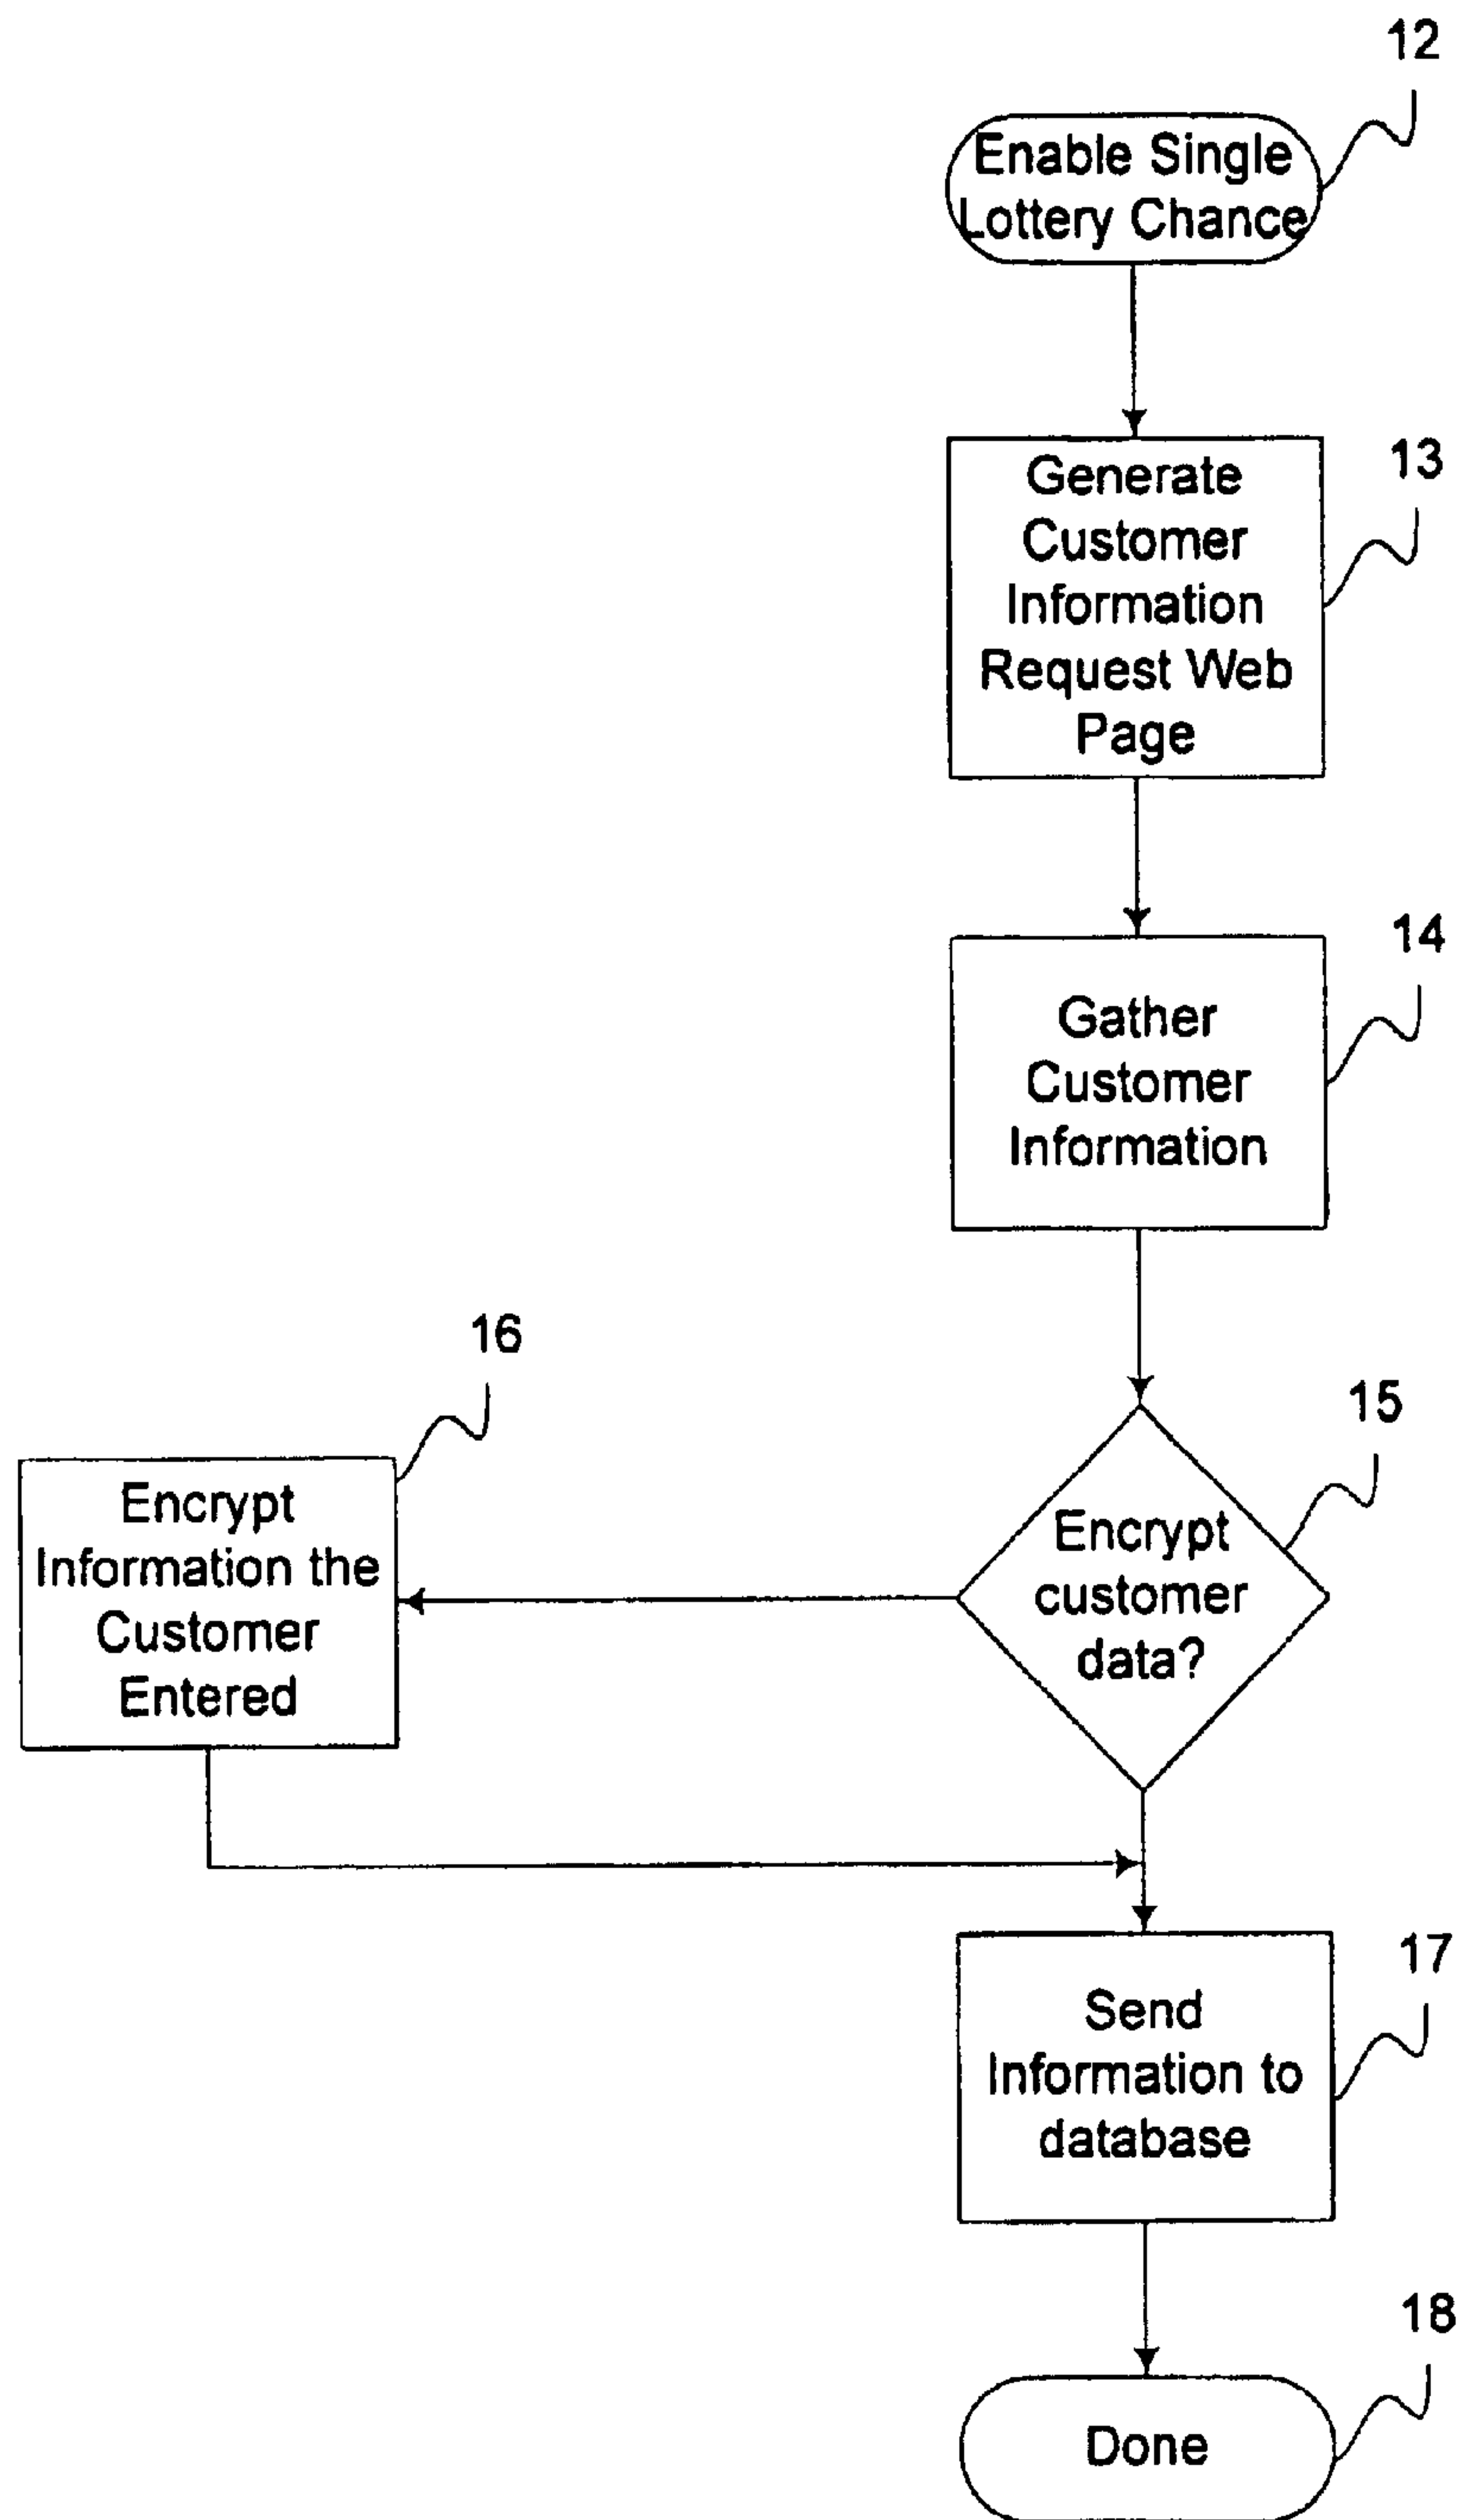 12
Enable Single
Lottery Chance
13
Generate
Customer
Information
Request Web
Page
14
Gather
Customer
Information
15
Encrypt
customer
data?
16
Encrypt
Information the
Customer
Entered
17
Send
Information to
database
18
Done